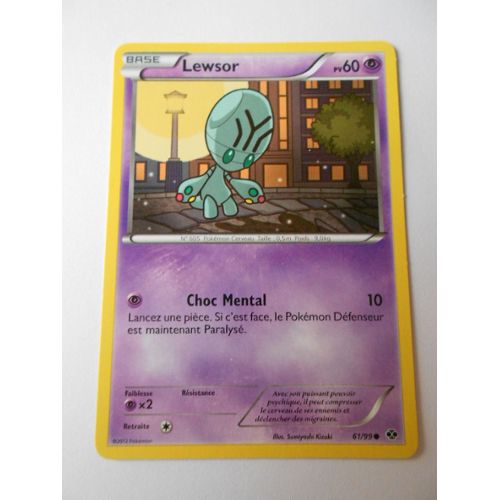 BASE
Lewsor
PV60
N° 605 Pokémon Cerveau Taille : 0,5m Poids : 9,0kg
Choc Mental 10
Lancez une pièce. Si c'est face, le Pokémon Défenseur
est maintenant Paralysé.
Faiblesse Résistance
×2
Avec son puissant pouvoir
psychique, il peut compresser
le cerveau de ses ennemis et
déclencher des migraines.
Retraite
©2012 Pokémon
Illus. Sumiyoshi Kizuki 61/99